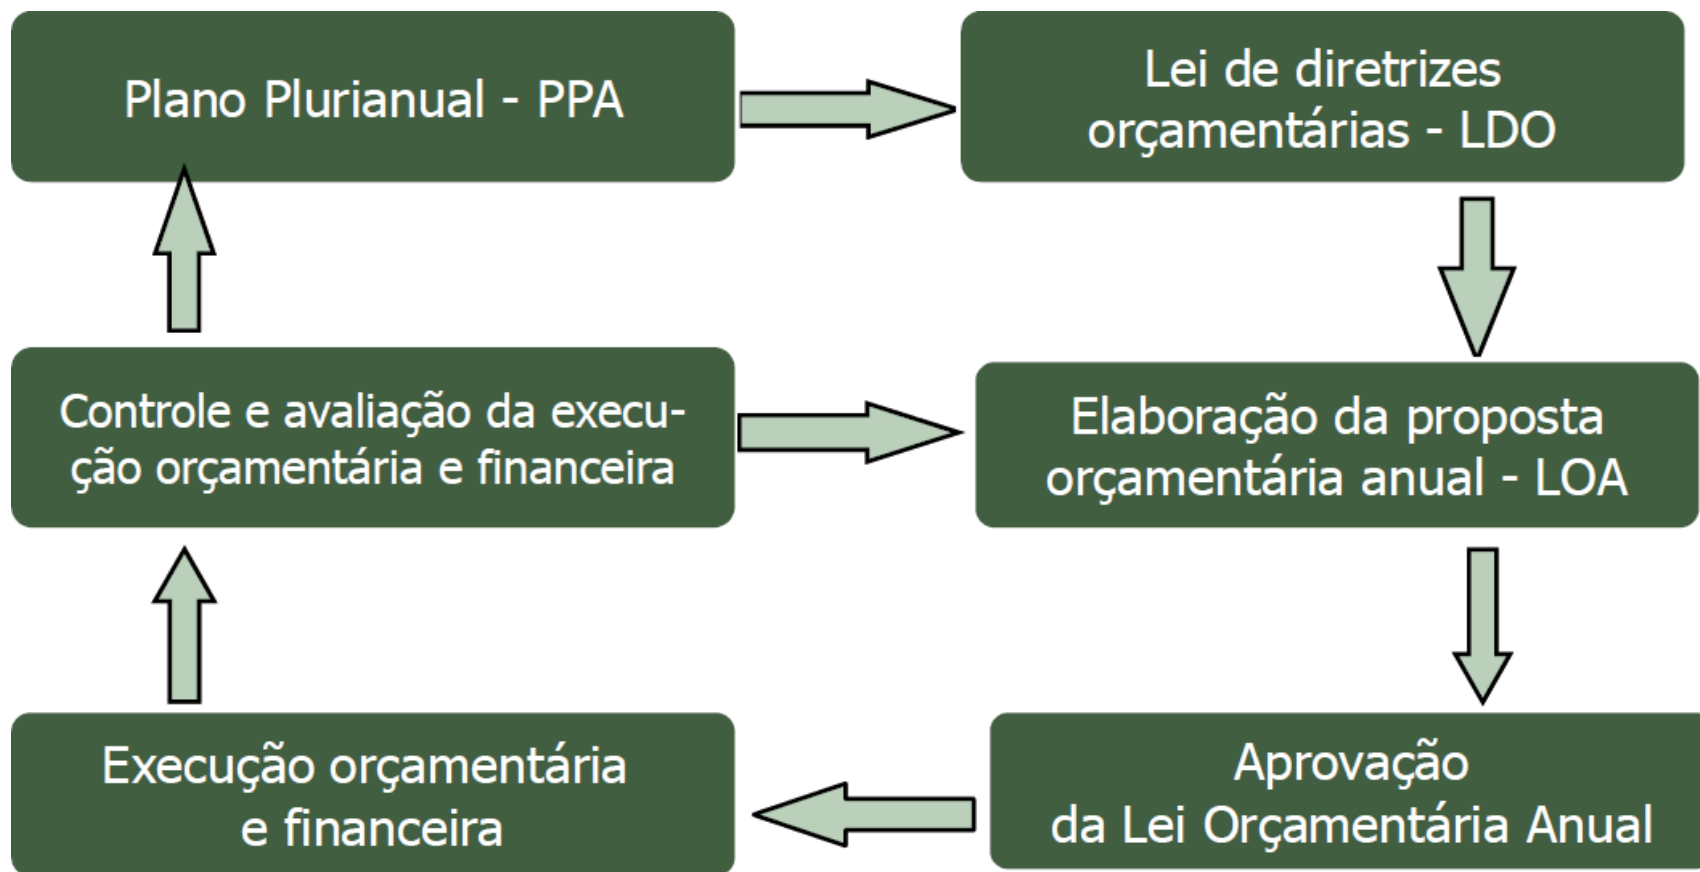 Plano Plurianual - PPA
Lei de diretrizes
orçamentárias - LDO
Controle e avaliação da execu-
ção orçamentária e financeira
Elaboração da proposta
orçamentária anual - LOA
Execução orçamentária
e financeira
Aprovação
da Lei Orçamentária Anual